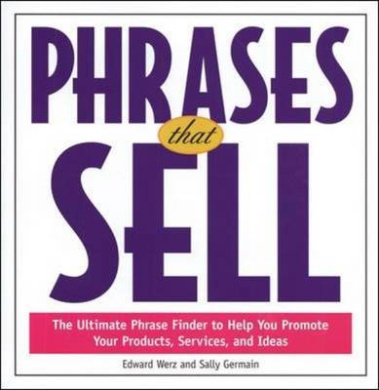 PHRASES
that
SELL
The Ultimate Phrase Finder to Help You Promote
Your Products, Services, and Ideas
Edward Werz and Sally Germain